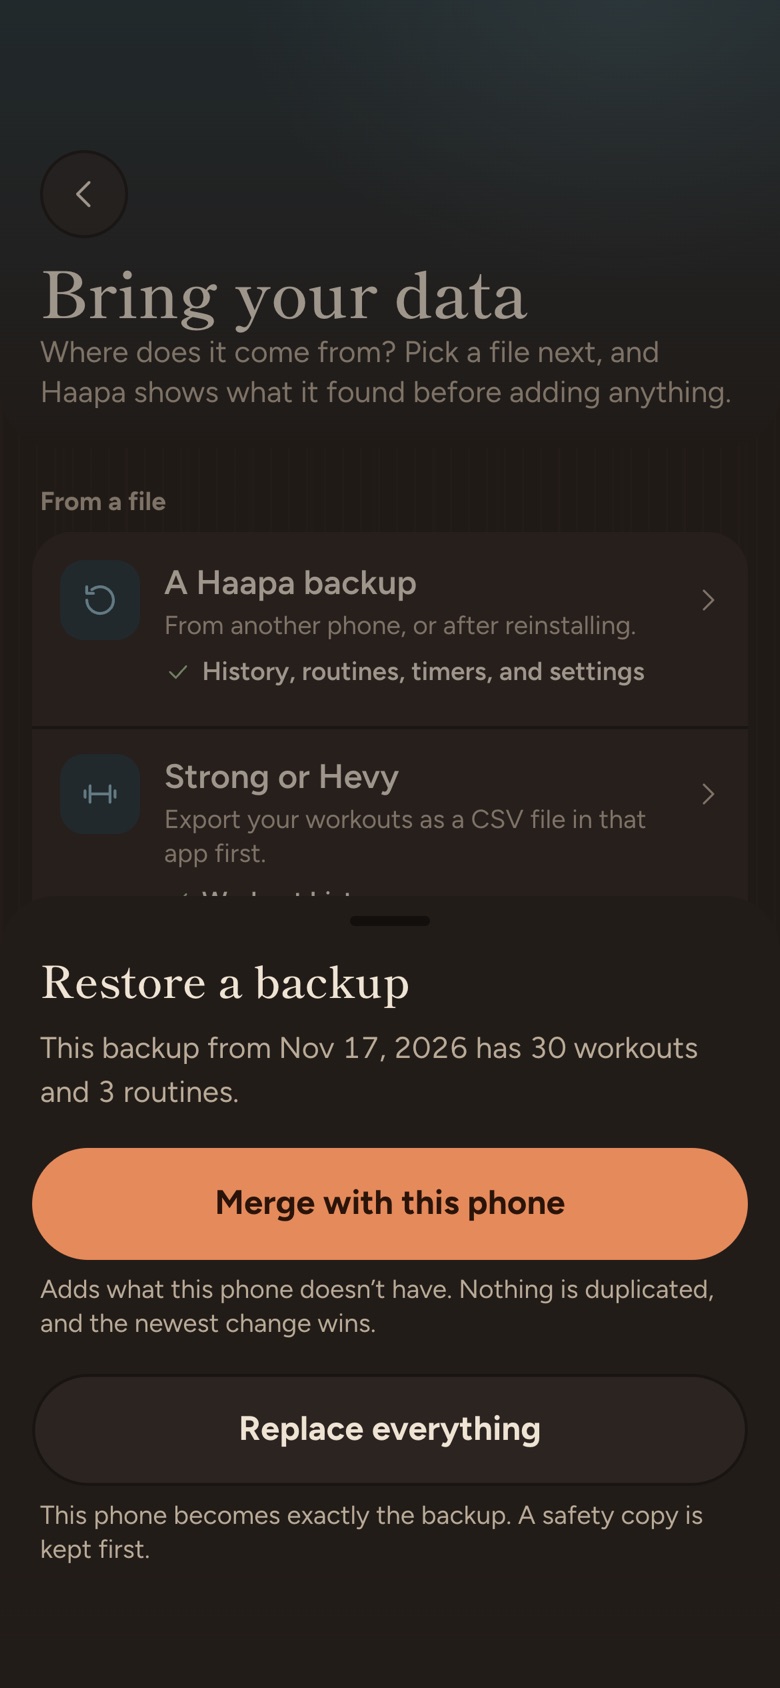 Bring your data
Where does it come from? Pick a file next, and
Haapa shows what it found before adding anything.
From a file
A Haapa backup
From another phone, or after reinstalling.
History, routines, timers, and settings
Strong or Hevy
Export your workouts as a CSV file in that
app first.
Restore a backup
This backup from Nov 17, 2026 has 30 workouts
and 3 routines.
Merge with this phone
Adds what this phone doesn’t have. Nothing is duplicated,
and the newest change wins.
Replace everything
This phone becomes exactly the backup. A safety copy is
kept first.